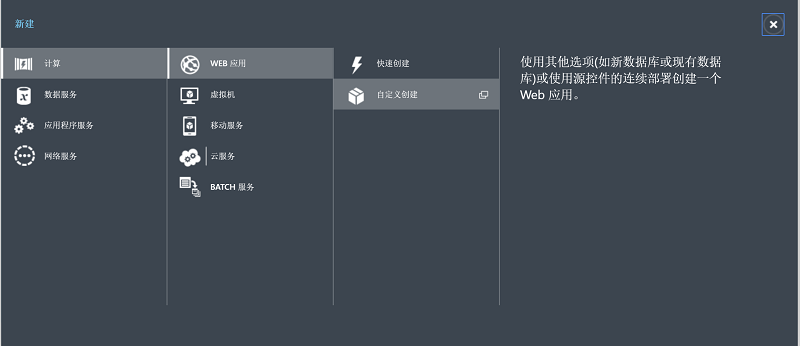 新建
计算
数据服务
应用程序服务
网络服务
WEB 应用
虚拟机
移动服务
云服务
BATCH 服务
快速创建
自定义创建
使用其他选项(如新数据库或现有数据
库)或使用源控件的连续部署创建一个
Web 应用。